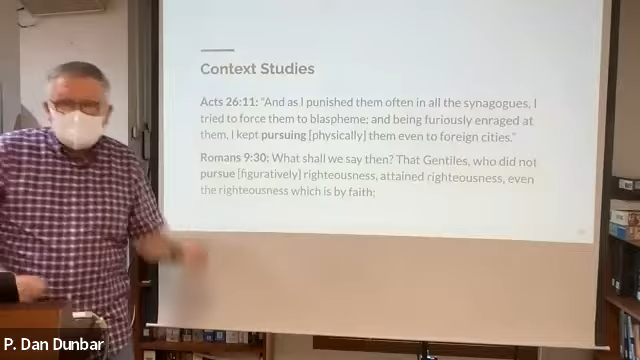 Context Studies
Acts 26:11: "And as I punished them often in all the synagogues, I
tried to force them to blaspheme; and being furiously enraged at
them, I kept pursuing [physically] them even to foreign cities."
Romans 9:30: What shall we say then? That Gentiles, who did not
pursue [figuratively] righteousness, attained righteousness, even
the righteousness which is by faith;
P. Dan Dunbar